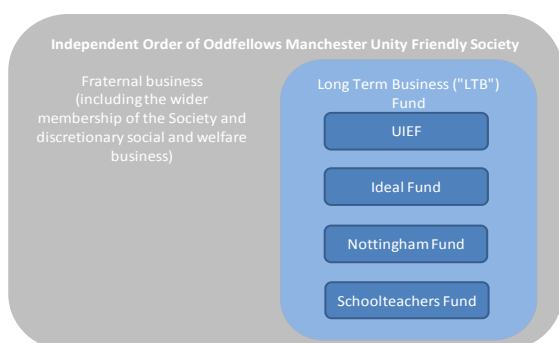 Independent Order of Oddfellows Manchester Unity Friendly Society
Fraternal business
(including the wider
membership of the Society and
discretionary social and welfare
business)
Long Term Business ("LTB")
Fund
UIEF
Ideal Fund
Nottingham Fund
Schoolteachers Fund